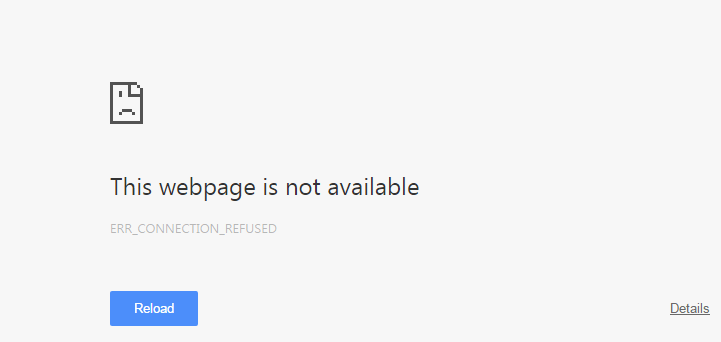 This webpage is not available
ERR_CONNECTION_REFUSED
Reload
Details